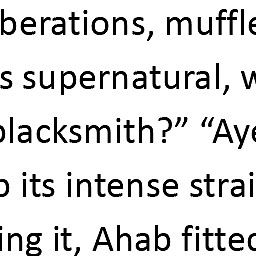 berations, muffle
s supernatural, w
blacksmith?” “Aye
p its intense strai
ing it, Ahab fitted